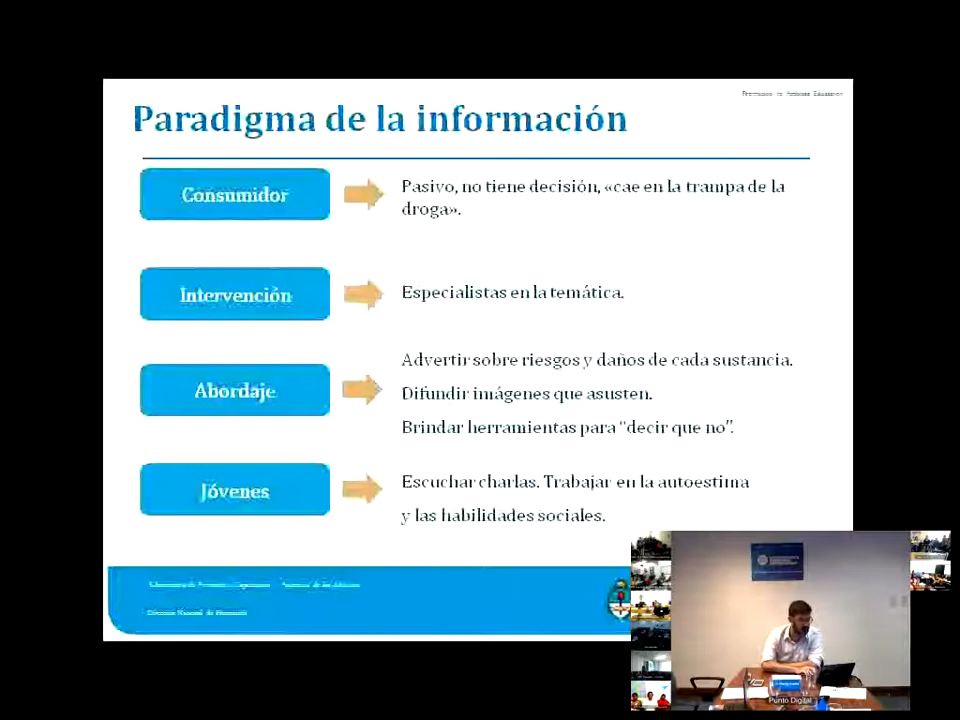 Paradigma de la información
Consumidor
Pasivo, no tiene decisión, «cae en la trampa de la
droga».
Intervención
Especialistas en la temática.
Abordaje
Advertir sobre riesgos y daños de cada sustancia.
Difundir imágenes que asusten.
Brindar herramientas para “decir que no”.
Jóvenes
Escuchar charlas. Trabajar en la autoestima
y las habilidades sociales.
Punto Digital